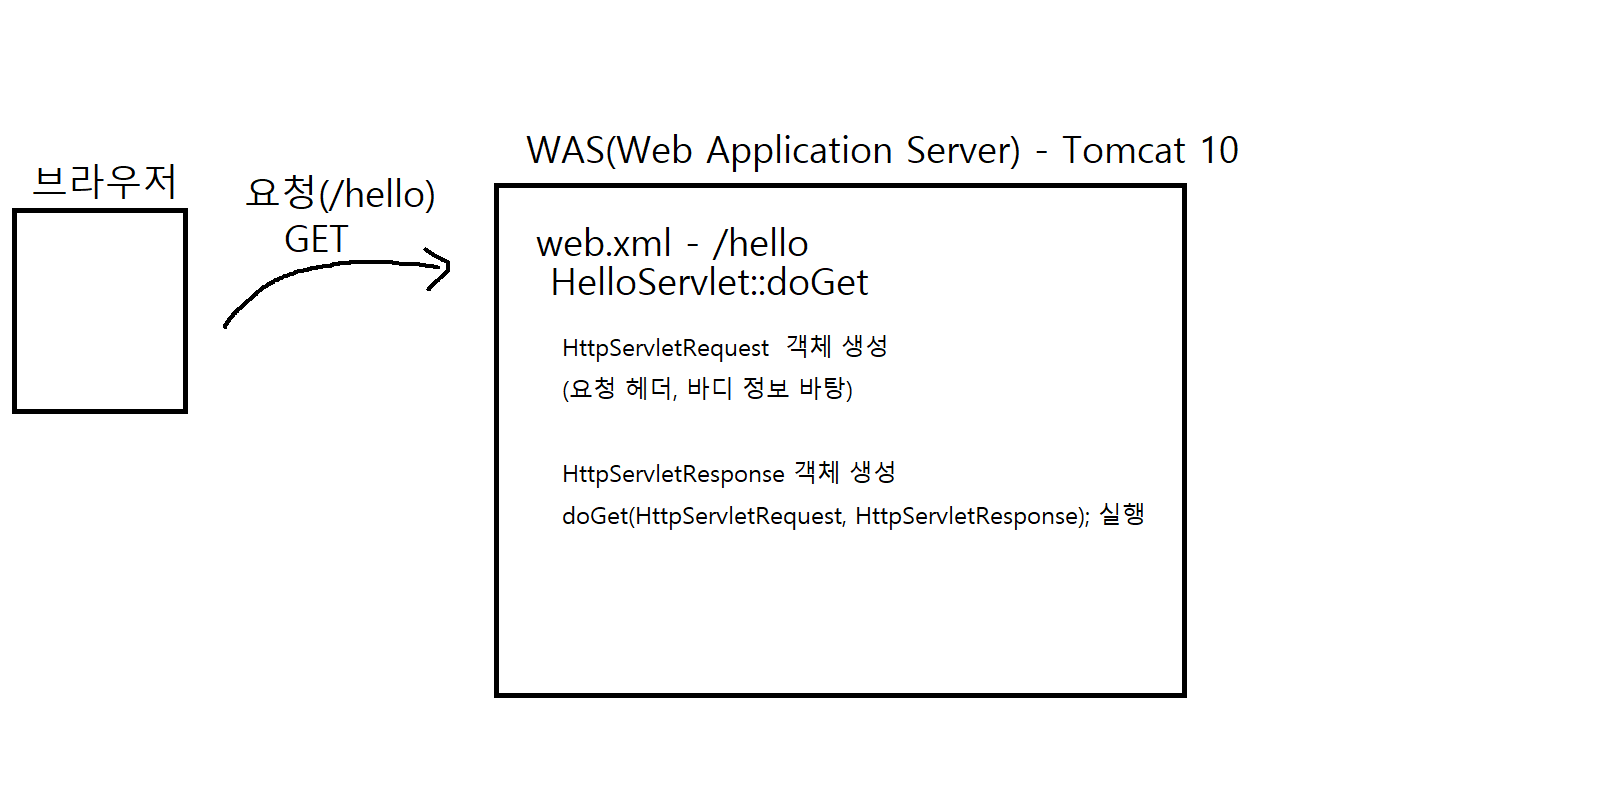 WAS(Web Application Server) - Tomcat 10
브라우저
요청(/hello)
GET
web.xml - /hello
HelloServlet::doGet
HttpServletRequest 객체 생성
(요청 헤더, 바디 정보 바탕)
HttpServletResponse 객체 생성
doGet(HttpServletRequest, HttpServletResponse); 실행